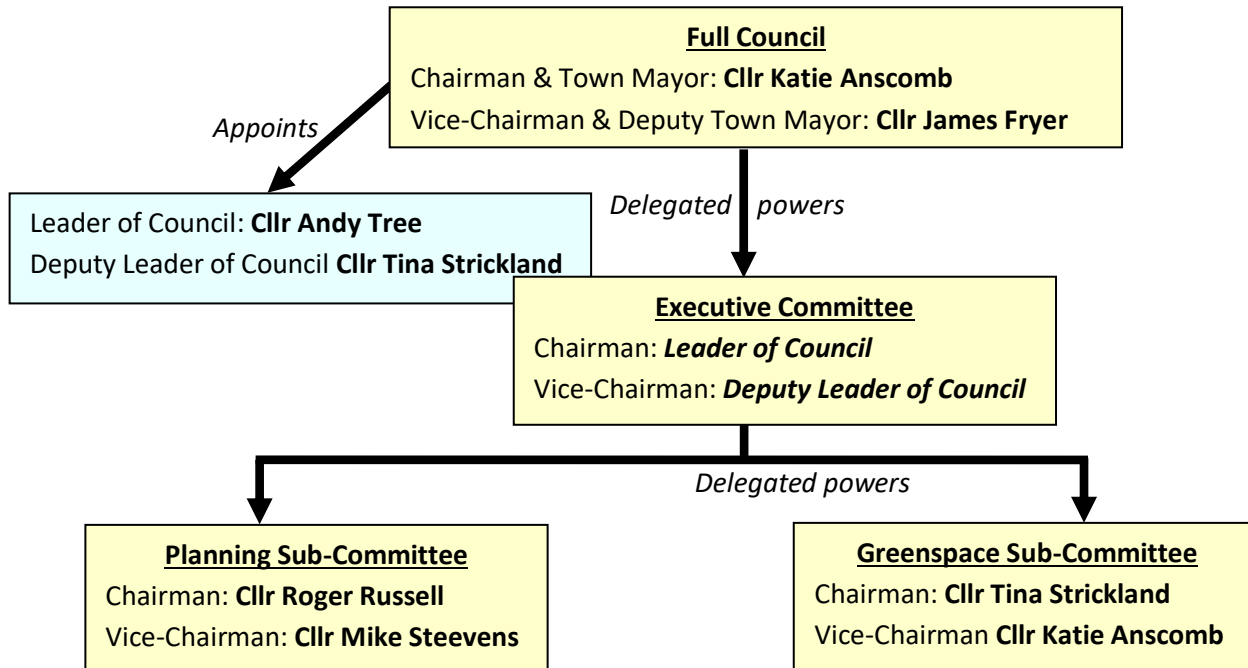 Full Council
Chairman & Town Mayor: Cllr Katie Anscomb
Vice-Chairman & Deputy Town Mayor: Cllr James Fryer
Appoints
Leader of Council: Cllr Andy Tree
Deputy Leader of Council Cllr Tina Strickland
Delegated powers
Executive Committee
Chairman: Leader of Council
Vice-Chairman: Deputy Leader of Council
Delegated powers
Planning Sub-Committee
Chairman: Cllr Roger Russell
Vice-Chairman: Cllr Mike Steevens
Greenspace Sub-Committee
Chairman: Cllr Tina Strickland
Vice-Chairman Cllr Katie Anscomb